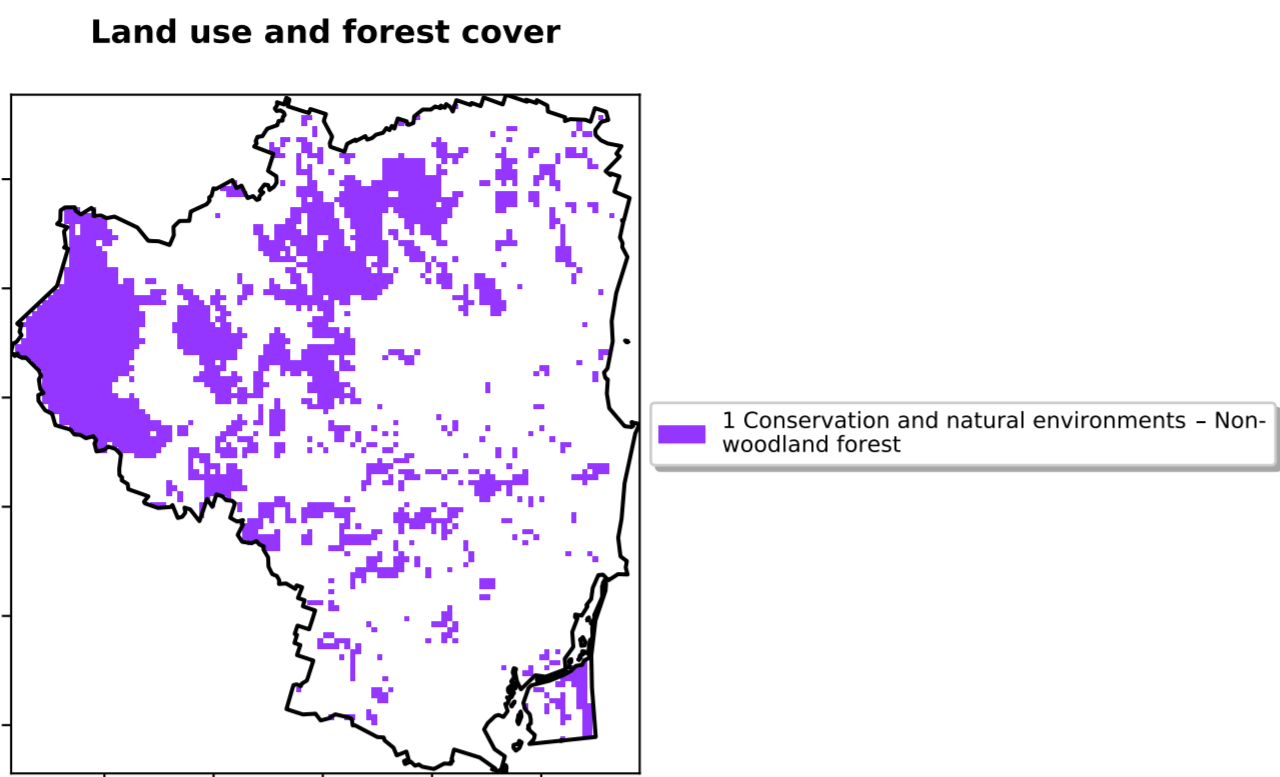 Land use and forest cover
1 Conservation and natural environments – Non-
woodland forest